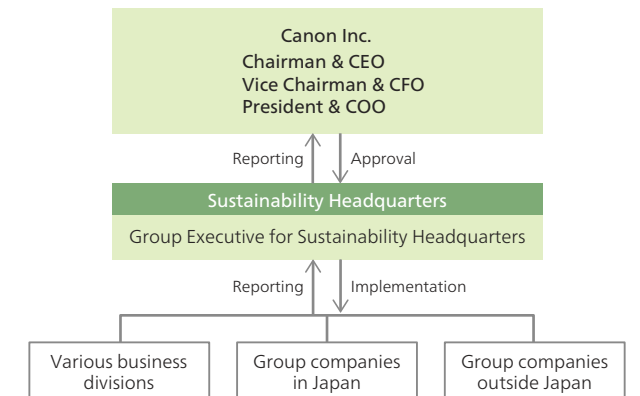 Canon Inc.
Chairman & CEO
Vice Chairman & CFO
President & COO
Reporting
Approval
Sustainability Headquarters
Group Executive for Sustainability Headquarters
Reporting
Implementation
Various business
divisions
Group companies
in Japan
Group companies
outside Japan